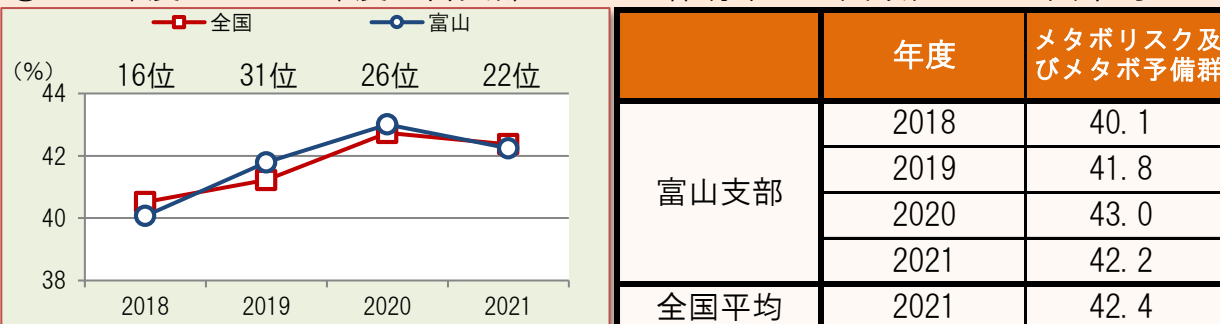 全国 富山
(%) 16位 31位 26位 22位
44
42
40
38
2018 2019 2020 2021
年度 メタボリスク及
びメタボ予備群
富山支部 2018 40.1
2019 41.8
2020 43.0
2021 42.2
全国平均 2021 42.4